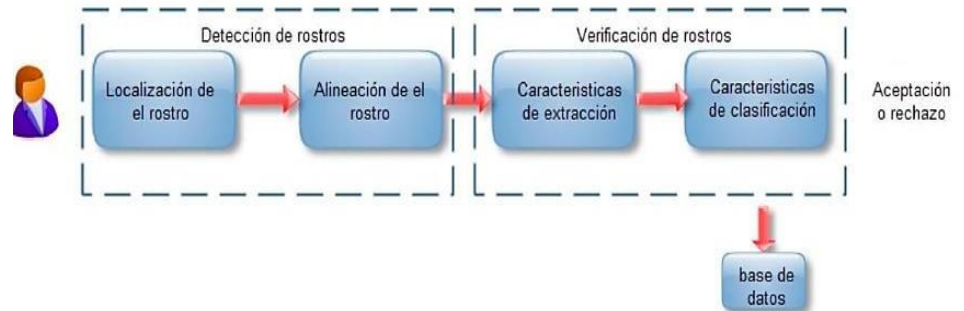 Detección de rostros
Localización de
el rostro
Alineación de el
rostro
Verificación de rostros
Caracteristicas
de extracción
Caracteristicas
de clasificación
Aceptación
o rechazo
base de
datos